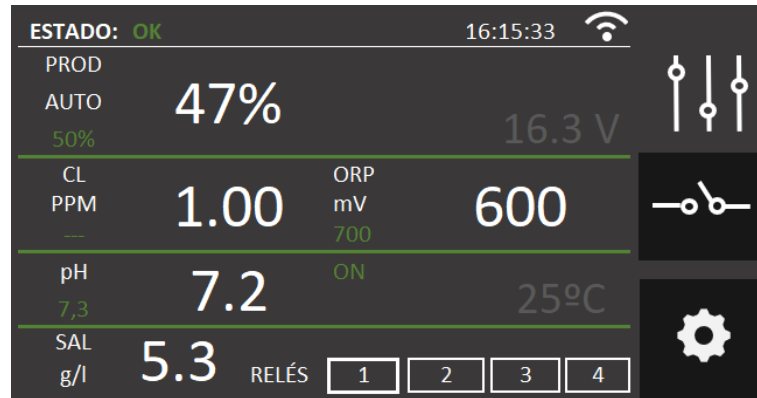 ESTADO: OK 16:15:33
PROD
AUTO 47%
50% 16.3 V
CL ORP
PPM 1.00 mV 600
--- 700
pH 7.2 ON
7,3 25ºC
SAL 5.3
g/l RELÉS 1 2 3 4